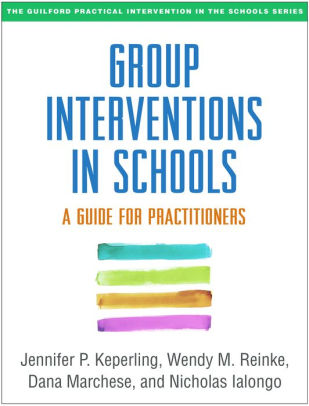 THE GUILFORD PRACTICAL INTERVENTION IN THE SCHOOLS SERIES
GROUP
INTERVENTIONS
IN SCHOOLS
A GUIDE FOR PRACTITIONERS
Jennifer P. Keperling, Wendy M. Reinke,
Dana Marchese, and Nicholas Ialongo